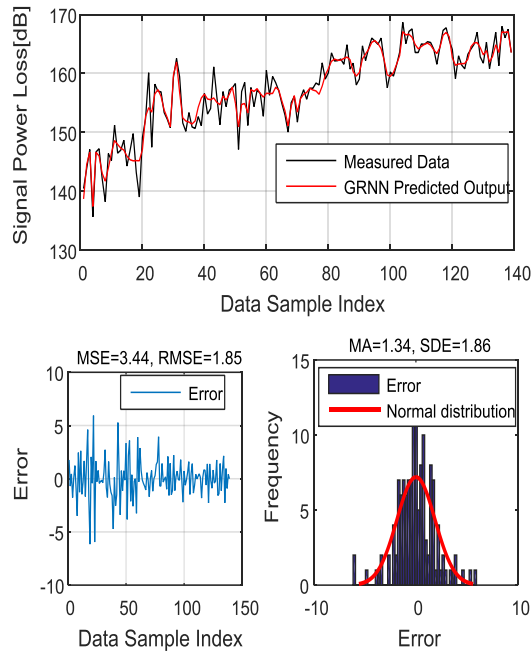 170
160
150
140
130
Signal Power Loss[dB]
Measured Data
GRNN Predicted Output
0
20
40
60
80
100
120
140
Data Sample Index
MSE=3.44, RMSE=1.85
10
5
0
-5
-10
Error
Error
0
50
100
150
Data Sample Index
MA=1.34, SDE=1.86
15
10
5
0
Frequency
Error
Normal distribution
-10
0
10
Error